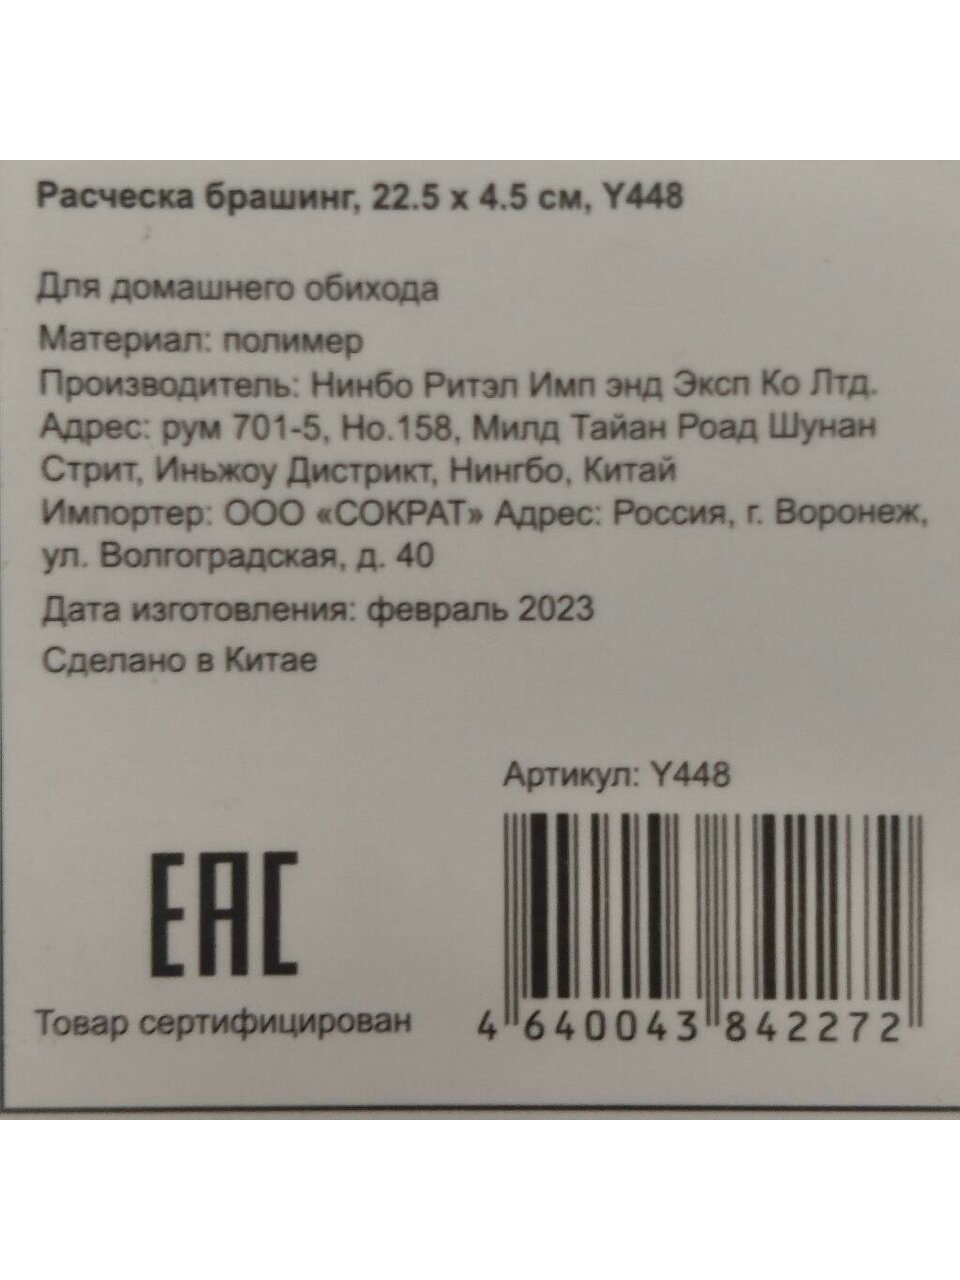 Расческа брашинг, 22.5 x 4.5 см, Y448
Для домашнего обихода
Материал: полимер
Производитель: Нинбо Ритэл Имп энд Эксп Ко Лтд.
Адрес: рум 701-5, Но.158, Милд Тайан Роад Шунан
Стрит, Иньжоу Дистрикт, Нингбо, Китай
Импортер: ООО «СОКРАТ» Адрес: Россия, г. Воронеж,
ул. Волгоградская, д. 40
Дата изготовления: февраль 2023
Сделано в Китае
Артикул: Y448
EAC
Товар сертифицирован
4 640043 842272